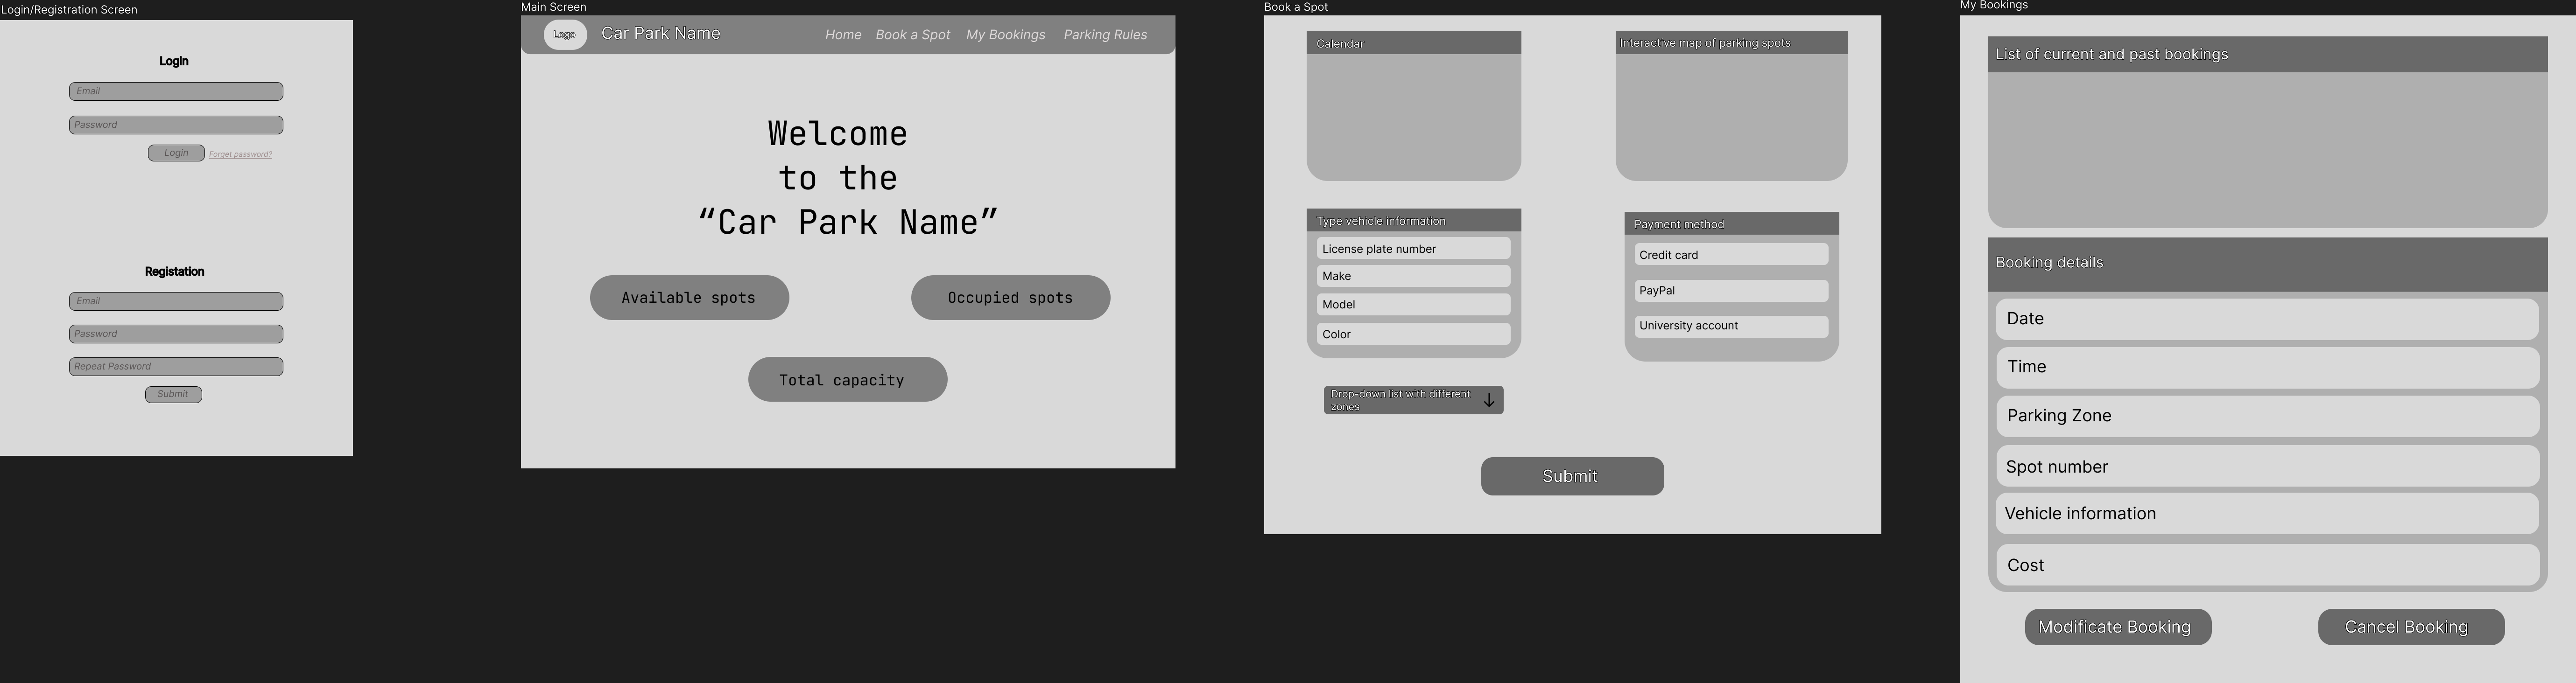 Login/Registration Screen
Login
Email
Password
Login
Forget password?
Registation
Email
Password
Repeat Password
Submit
Main Screen
Logo
Car Park Name
Home
Book a Spot
My Bookings
Parking Rules
Welcome
to the
“Car Park Name”
Available spots
Occupied spots
Total capacity
Book a Spot
Calendar
Interactive map of parking spots
Type vehicle information
License plate number
Make
Model
Color
Payment method
Credit card
PayPal
University account
Drop-down list with different
zones
Submit
My Bookings
List of current and past bookings
Booking details
Date
Time
Parking Zone
Spot number
Vehicle information
Cost
Modificate Booking
Cancel Booking